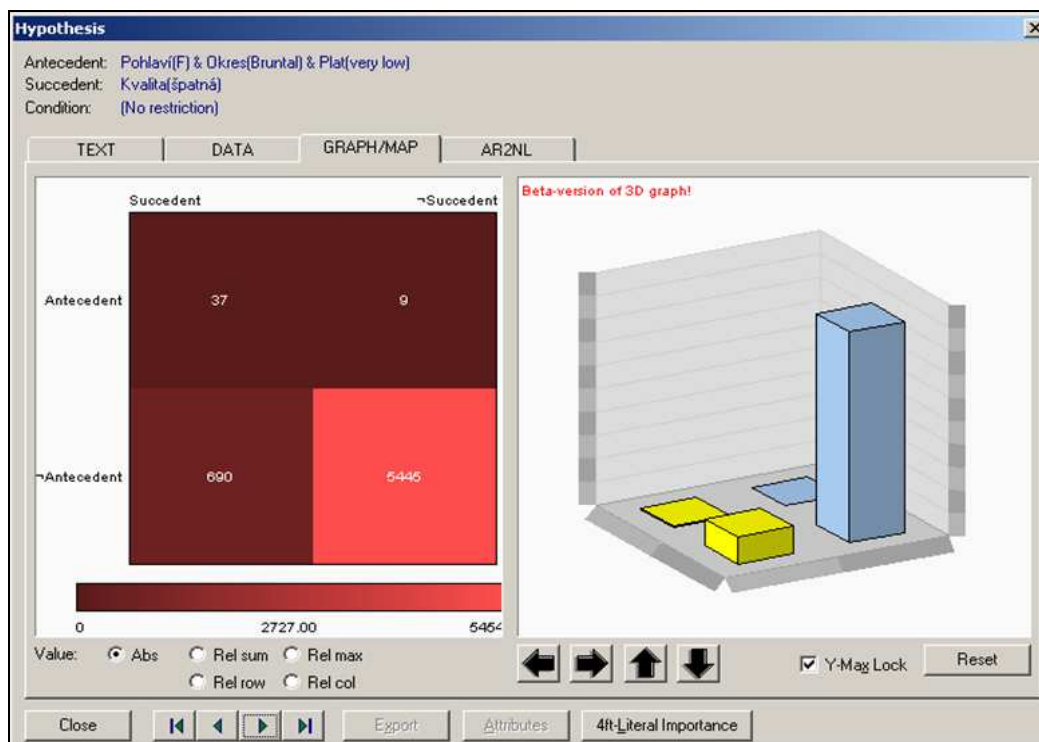 Hypothesis
Antecedent: Pohlaví(F) & Okres(Bruntal) & Plat(very low)
Succedent: Kvalita(špatná)
Condition: (No restriction)
TEXT DATA GRAPH/MAP AR2NL
Succedent ¬Succedent
Antecedent 37 9
¬Antecedent 690 5445
0 2727.00 5454
Beta-version of 3D graph!
Value: Abs Rel sum Rel max
Rel row Rel col
Y-Max Lock Reset
Close Export Attributes 4ft-Literal Importance